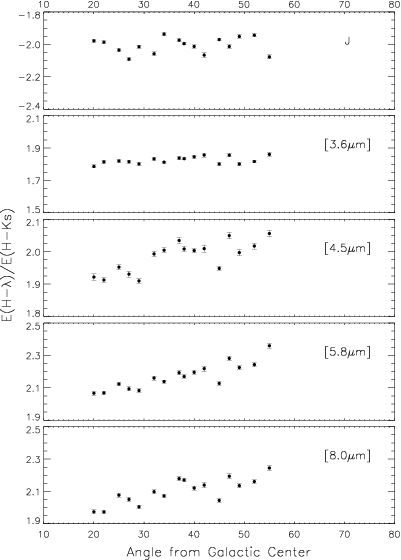 10 20 30 40 50 60 70 80
−1.8
−2.0
−2.2
−2.4
J
2.1
1.9
1.7
1.5
[3.6μm]
2.1
2.0
1.9
1.8
[4.5μm]
E(H−λ)/E(H−Ks)
2.5
2.3
2.1
1.9
[5.8μm]
2.5
2.3
2.1
1.9
[8.0μm]
10 20 30 40 50 60 70 80
Angle from Galactic Center